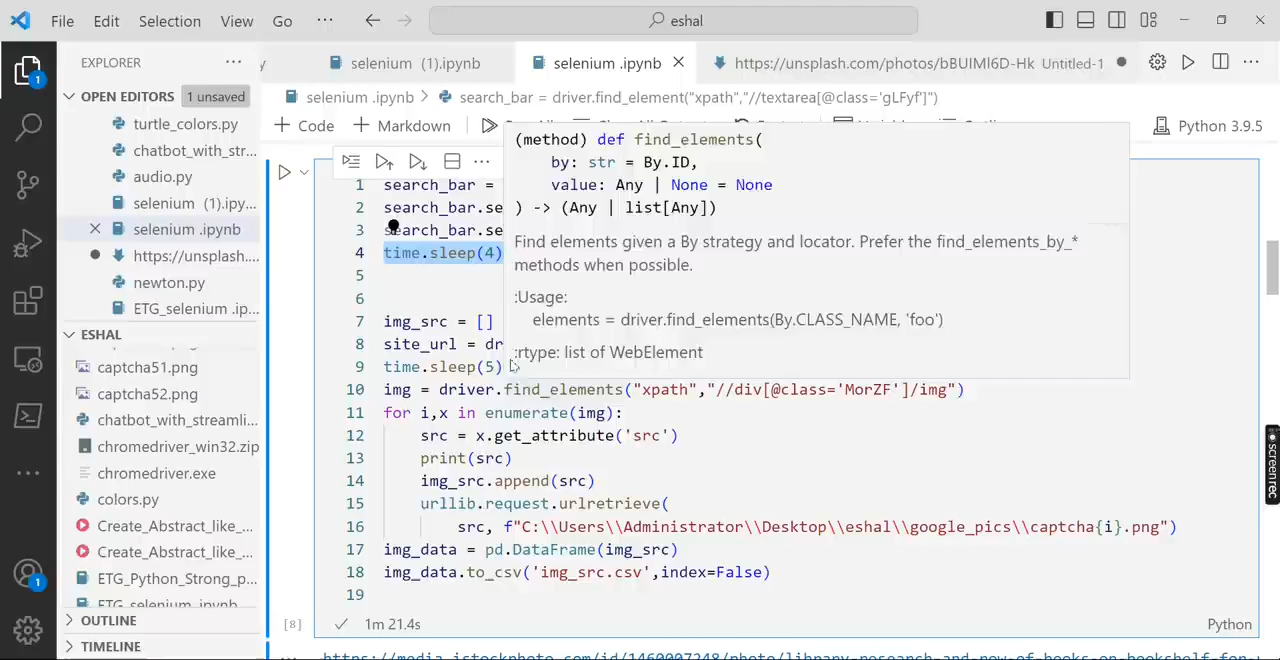 File Edit Selection View Go ··· eshal
EXPLORER ···
selenium (1).ipynb selenium .ipynb https://unsplash.com/photos/bBUIMl6D-Hk Untitled-1
OPEN EDITORS 1 unsaved
turtle_colors.py
chatbot_with_str...
audio.py
selenium (1).ipy...
selenium .ipynb
https://unsplash....
newton.py
ETG_selenium .ip...
ESHAL
captcha51.png
captcha52.png
chatbot_with_streamli...
chromedriver_win32.zip
chromedriver.exe
colors.py
Create_Abstract_like_...
Create_Abstract_like_...
ETG_Python_Strong_p...
ETG_selenium .ipynb
OUTLINE
TIMELINE
selenium .ipynb > search_bar = driver.find_element("xpath","//textarea[@class='gLFyf']")
+ Code + Markdown
Python 3.9.5
(method) def find_elements(
by: str = By.ID,
value: Any | None = None
) -> (Any | list[Any])
Find elements given a By strategy and locator. Prefer the find_elements_by_*
methods when possible.
:Usage:
elements = driver.find_elements(By.CLASS_NAME, 'foo')
:rtype: list of WebElement
1 search_bar =
2 search_bar.se
3 search_bar.se
4 time.sleep(4)
5
6
7 img_src = []
8 site_url = dr
9 time.sleep(5)
10 img = driver.find_elements("xpath","//div[@class='MorZF']/img")
11 for i,x in enumerate(img):
12 src = x.get_attribute('src')
13 print(src)
14 img_src.append(src)
15 urllib.request.urlretrieve(
16 src, f"C:\\Users\\Administrator\\Desktop\\eshal\\google_pics\\captcha{i}.png")
17 img_data = pd.DataFrame(img_src)
18 img_data.to_csv('img_src.csv',index=False)
19
[8] 1m 21.4s Python
screenrec